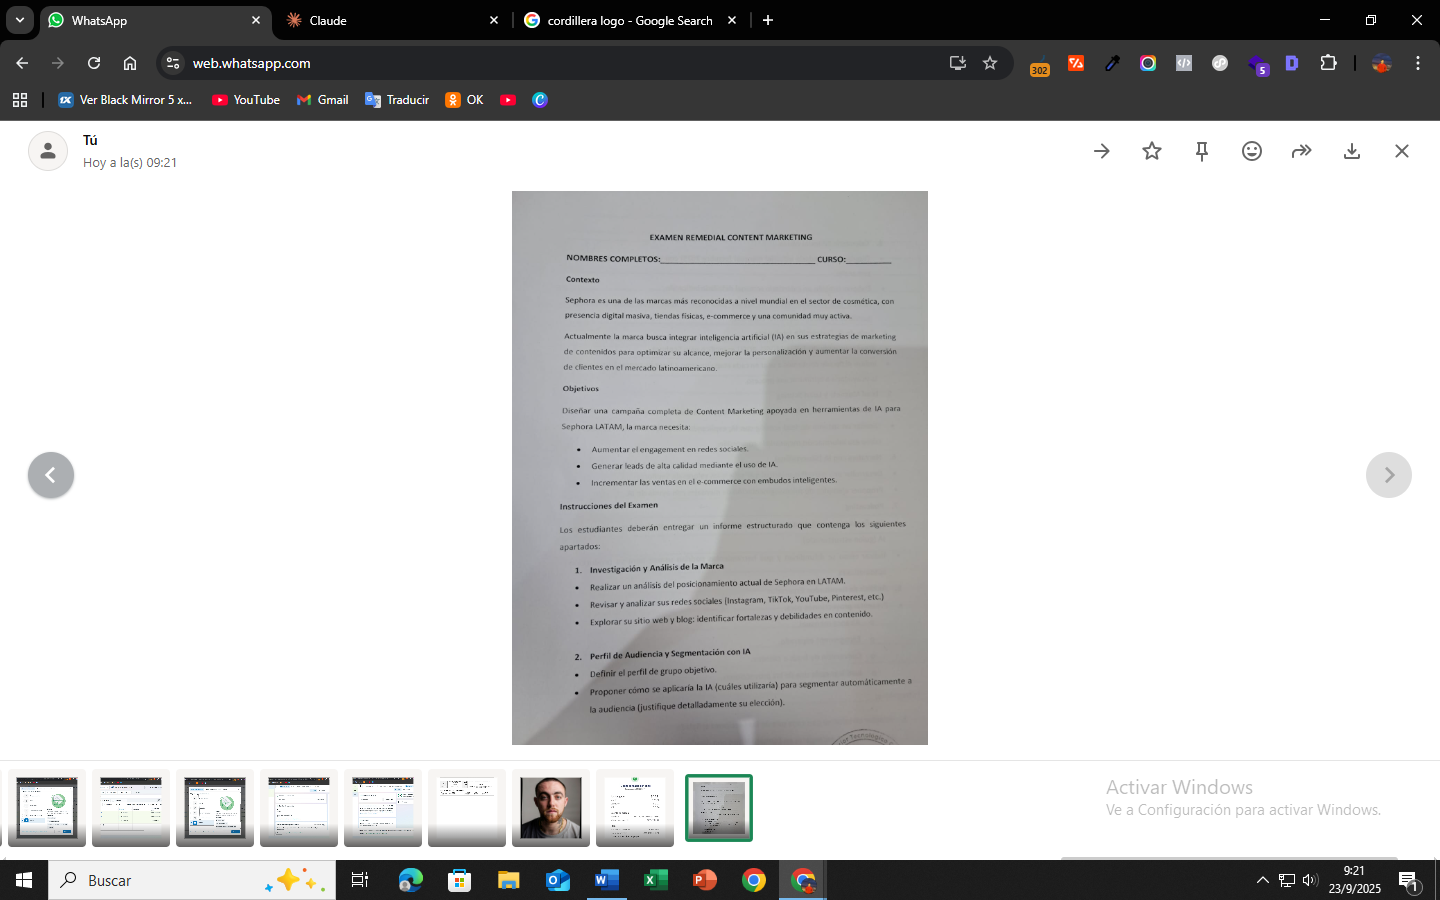 WhatsApp
Claude
cordillera logo - Google Search
web.whatsapp.com
302
5
Ver Black Mirror 5 x...
YouTube
Gmail
Traducir
OK
Tú
Hoy a la(s) 09:21
EXAMEN REMEDIAL CONTENT MARKETING
NOMBRES COMPLETOS:__________________________________ CURSO:__________
Contexto
Sephora es una de las marcas más reconocidas a nivel mundial en el sector de cosmética, con
presencia digital masiva, tiendas físicas, e-commerce y una comunidad muy activa.
Actualmente la marca busca integrar inteligencia artificial (IA) en sus estrategias de marketing
de contenidos para optimizar su alcance, mejorar la personalización y aumentar la conversión
de clientes en el mercado latinoamericano.
Objetivos
Diseñar una campaña completa de Content Marketing apoyada en herramientas de IA para
Sephora LATAM, la marca necesita:
• Aumentar el engagement en redes sociales.
• Generar leads de alta calidad mediante el uso de IA.
• Incrementar las ventas en el e-commerce con embudos inteligentes.
Instrucciones del Examen
Los estudiantes deberán entregar un informe estructurado que contenga los siguientes
apartados:
1. Investigación y Análisis de la Marca
• Realizar un análisis del posicionamiento actual de Sephora en LATAM.
• Revisar y analizar sus redes sociales (Instagram, TikTok, YouTube, Pinterest, etc.)
• Explorar su sitio web y blog: identificar fortalezas y debilidades en contenido.
2. Perfil de Audiencia y Segmentación con IA
• Definir el perfil de grupo objetivo.
• Proponer cómo se aplicaría la IA (cuáles utilizaría) para segmentar automáticamente a
la audiencia (justifique detalladamente su elección).
Activar Windows
Ve a Configuración para activar Windows.
Buscar
9:21
23/9/2025
1